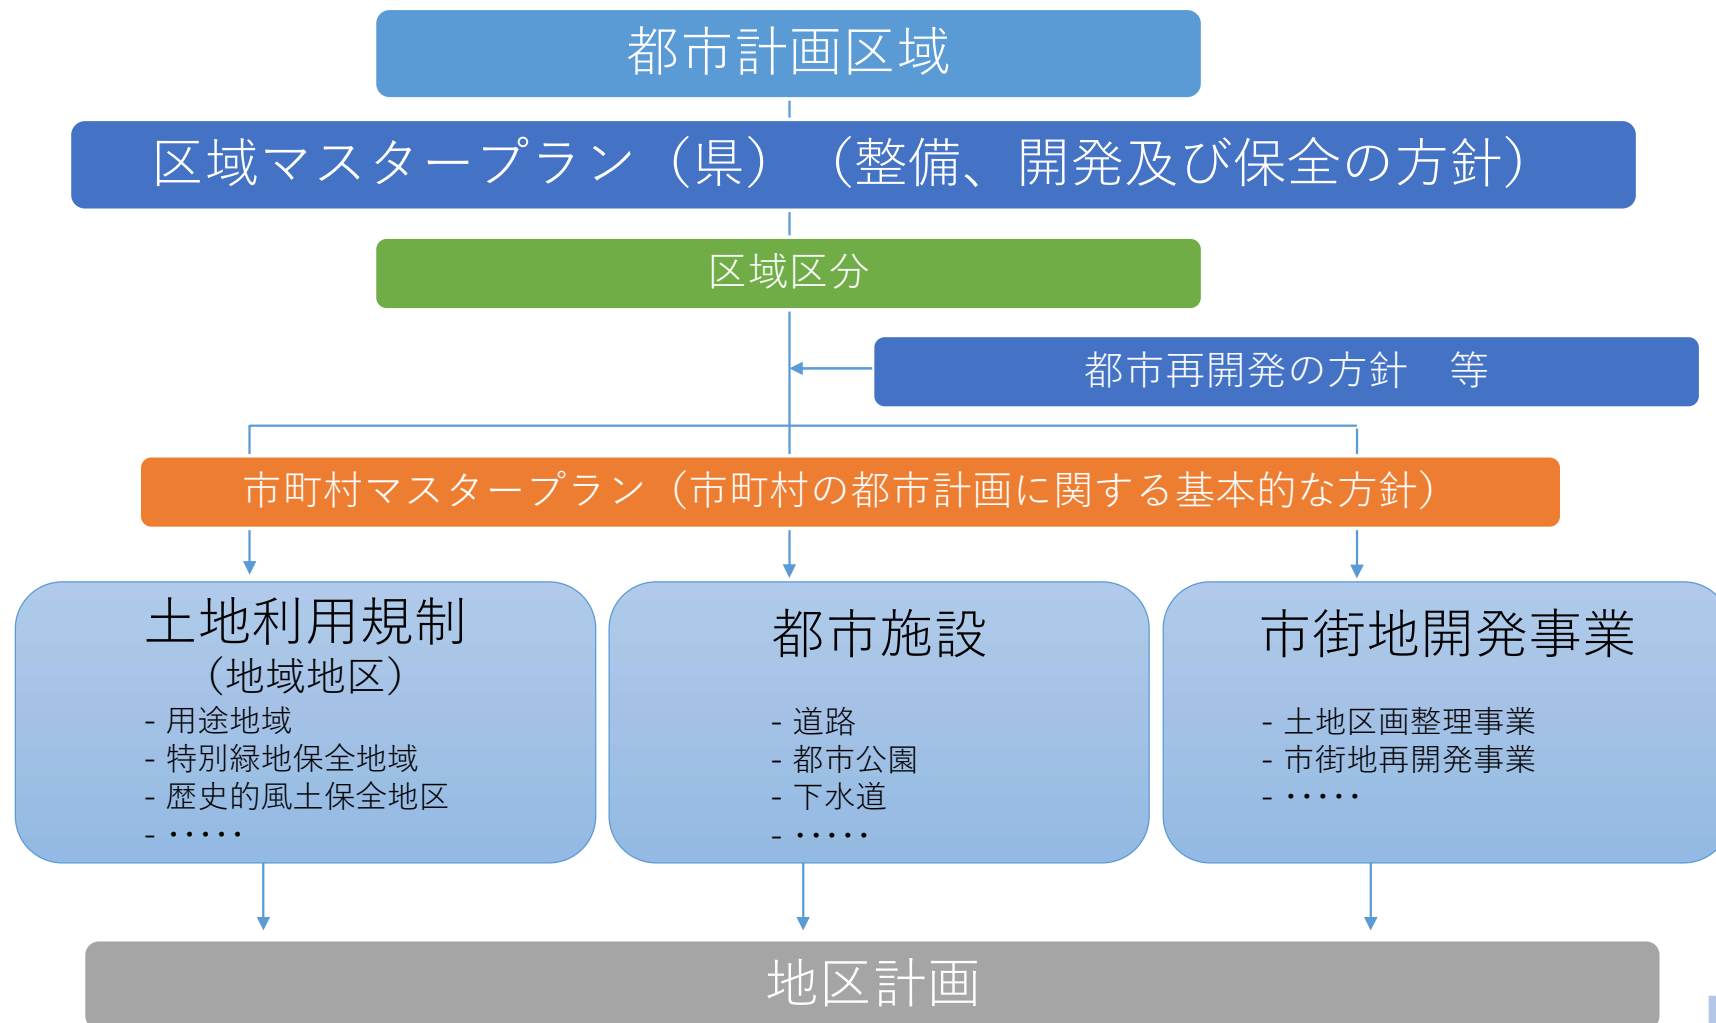 都市計画区域
区域マスタープラン（県）（整備、開発及び保全の方針）
区域区分
都市再開発の方針　等
市町村マスタープラン（市町村の都市計画に関する基本的な方針）
土地利用規制
（地域地区）
- 用途地域
- 特別緑地保全地域
- 歴史的風土保全地区
- ・・・・・
都市施設
- 道路
- 都市公園
- 下水道
- ・・・・・
市街地開発事業
- 土地区画整理事業
- 市街地再開発事業
- ・・・・・
地区計画